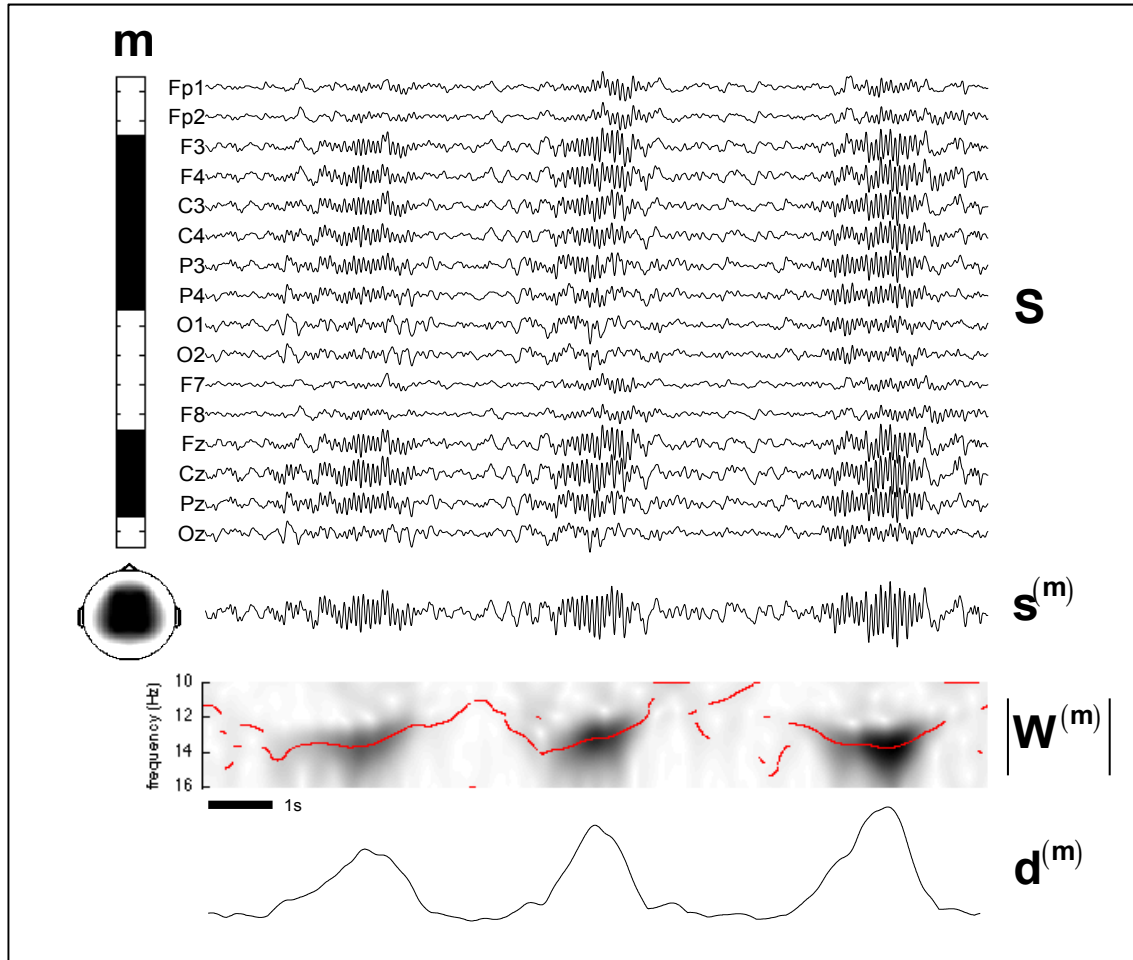 m
Fp1
Fp2
F3
F4
C3
C4
P3
P4
O1
O2
F7
F8
Fz
Cz
Pz
Oz
S
s(m)
frequency (Hz)
10
12
14
16
|W(m)|
1s
d(m)